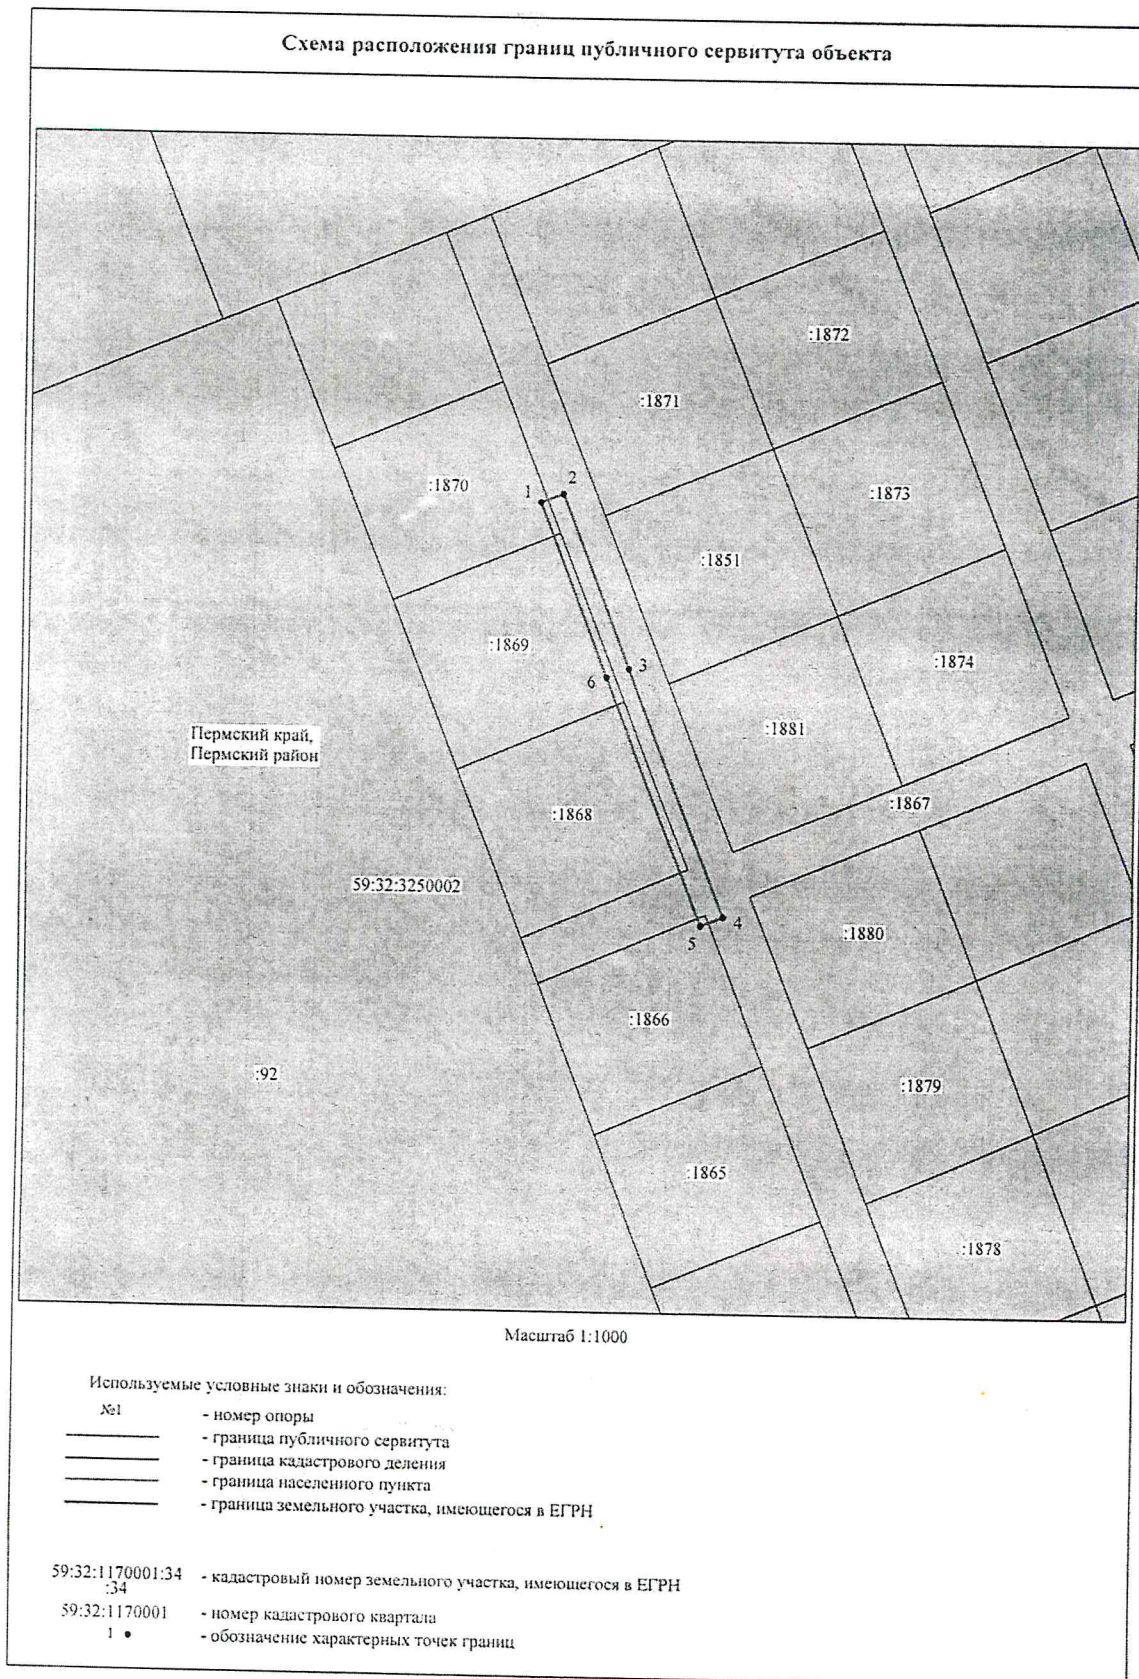 Схема расположения границ публичного сервитута объекта
:1872
:1871
:1870
1
2
:1873
:1851
:1869
3
6
:1874
Пермский край,
Пермский район
:1881
:1867
:1868
59:32:3250002
4
5
:1880
:1866
:92
:1879
:1865
:1878
Масштаб 1:1000
Используемые условные знаки и обозначения:
№1 - номер опоры
- граница публичного сервитута
- граница кадастрового деления
- граница населенного пункта
- граница земельного участка, имеющегося в ЕГРН
59:32:1170001:34
:34 - кадастровый номер земельного участка, имеющегося в ЕГРН
59:32:1170001 - номер кадастрового квартала
1 ● - обозначение характерных точек границ